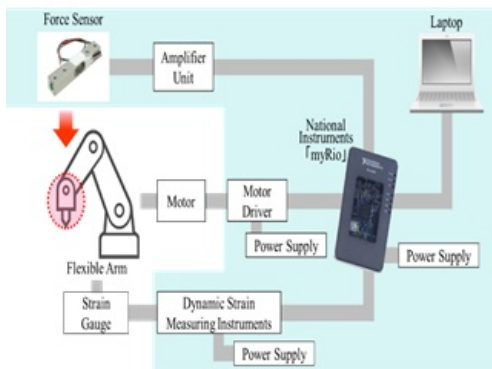 Force Sensor
Laptop
Amplifier
Unit
National
Instruments
「myRio」
Motor
Motor
Driver
Power Supply
Power Supply
Flexible Arm
Strain
Gauge
Dynamic Strain
Measuring Instruments
Power Supply